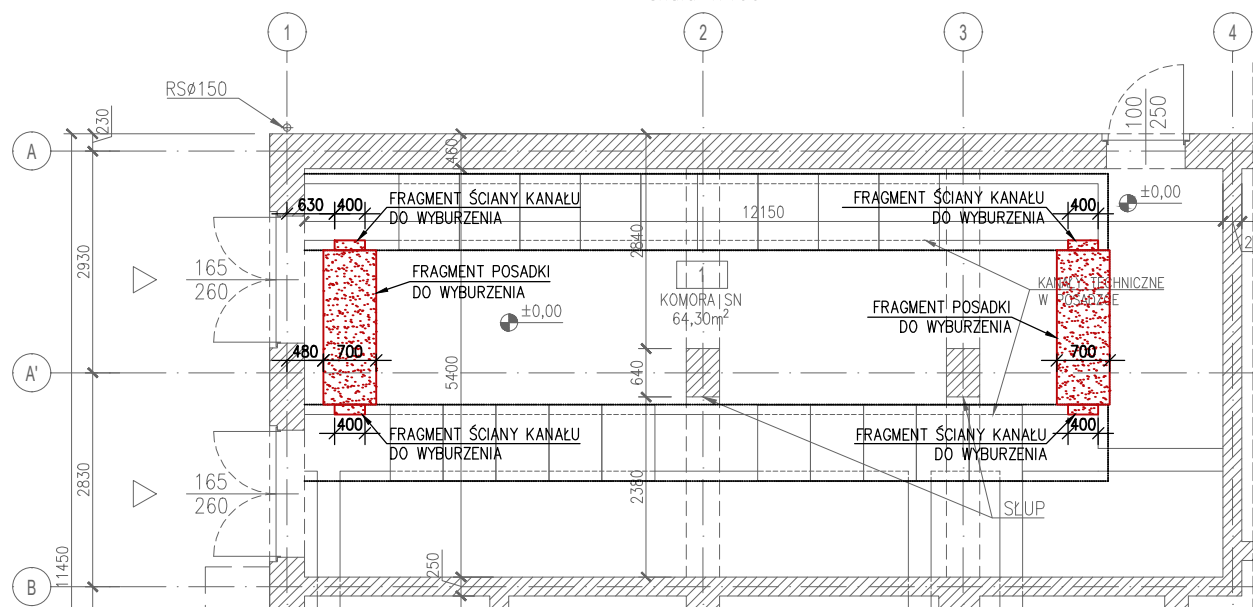 1
2
3
4
RSø150
230
A
460
100
250
±0,00
FRAGMENT ŚCIANY KANAŁU
DO WYBURZENIA
630
400
12150
FRAGMENT ŚCIANY KANAŁU
DO WYBURZENIA
400
2930
165
260
2840
FRAGMENT POSADKI
DO WYBURZENIA
1
KOMORA SN
64,30m²
±0,00
KANAŁY TECHNICZNE
W POSADZCE
FRAGMENT POSADKI
DO WYBURZENIA
480
700
700
A'
5400
640
FRAGMENT ŚCIANY KANAŁU
DO WYBURZENIA
400
FRAGMENT ŚCIANY KANAŁU
DO WYBURZENIA
400
2830
165
260
2380
SŁUP
11450
250
B